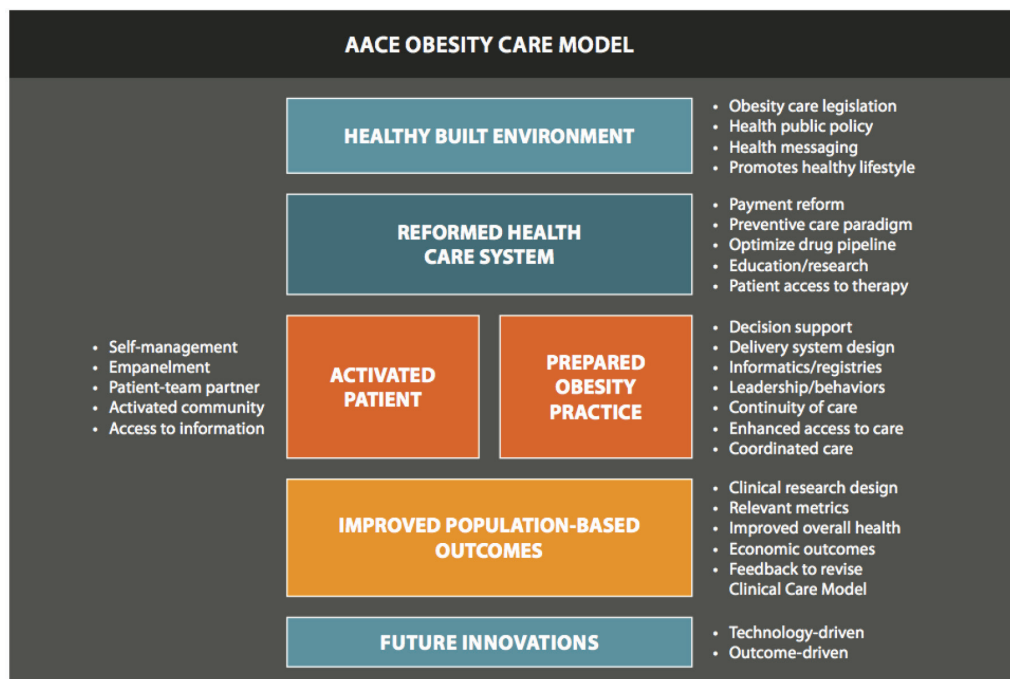 AACE OBESITY CARE MODEL
HEALTHY BUILT ENVIRONMENT
• Obesity care legislation
• Health public policy
• Health messaging
• Promotes healthy lifestyle
REFORMED HEALTH
CARE SYSTEM
• Payment reform
• Preventive care paradigm
• Optimize drug pipeline
• Education/research
• Patient access to therapy
• Self-management
• Empanelment
• Patient-team partner
• Activated community
• Access to information
ACTIVATED
PATIENT
PREPARED
OBESITY
PRACTICE
• Decision support
• Delivery system design
• Informatics/registries
• Leadership/behaviors
• Continuity of care
• Enhanced access to care
• Coordinated care
IMPROVED POPULATION-BASED
OUTCOMES
• Clinical research design
• Relevant metrics
• Improved overall health
• Economic outcomes
• Feedback to revise
Clinical Care Model
FUTURE INNOVATIONS
• Technology-driven
• Outcome-driven